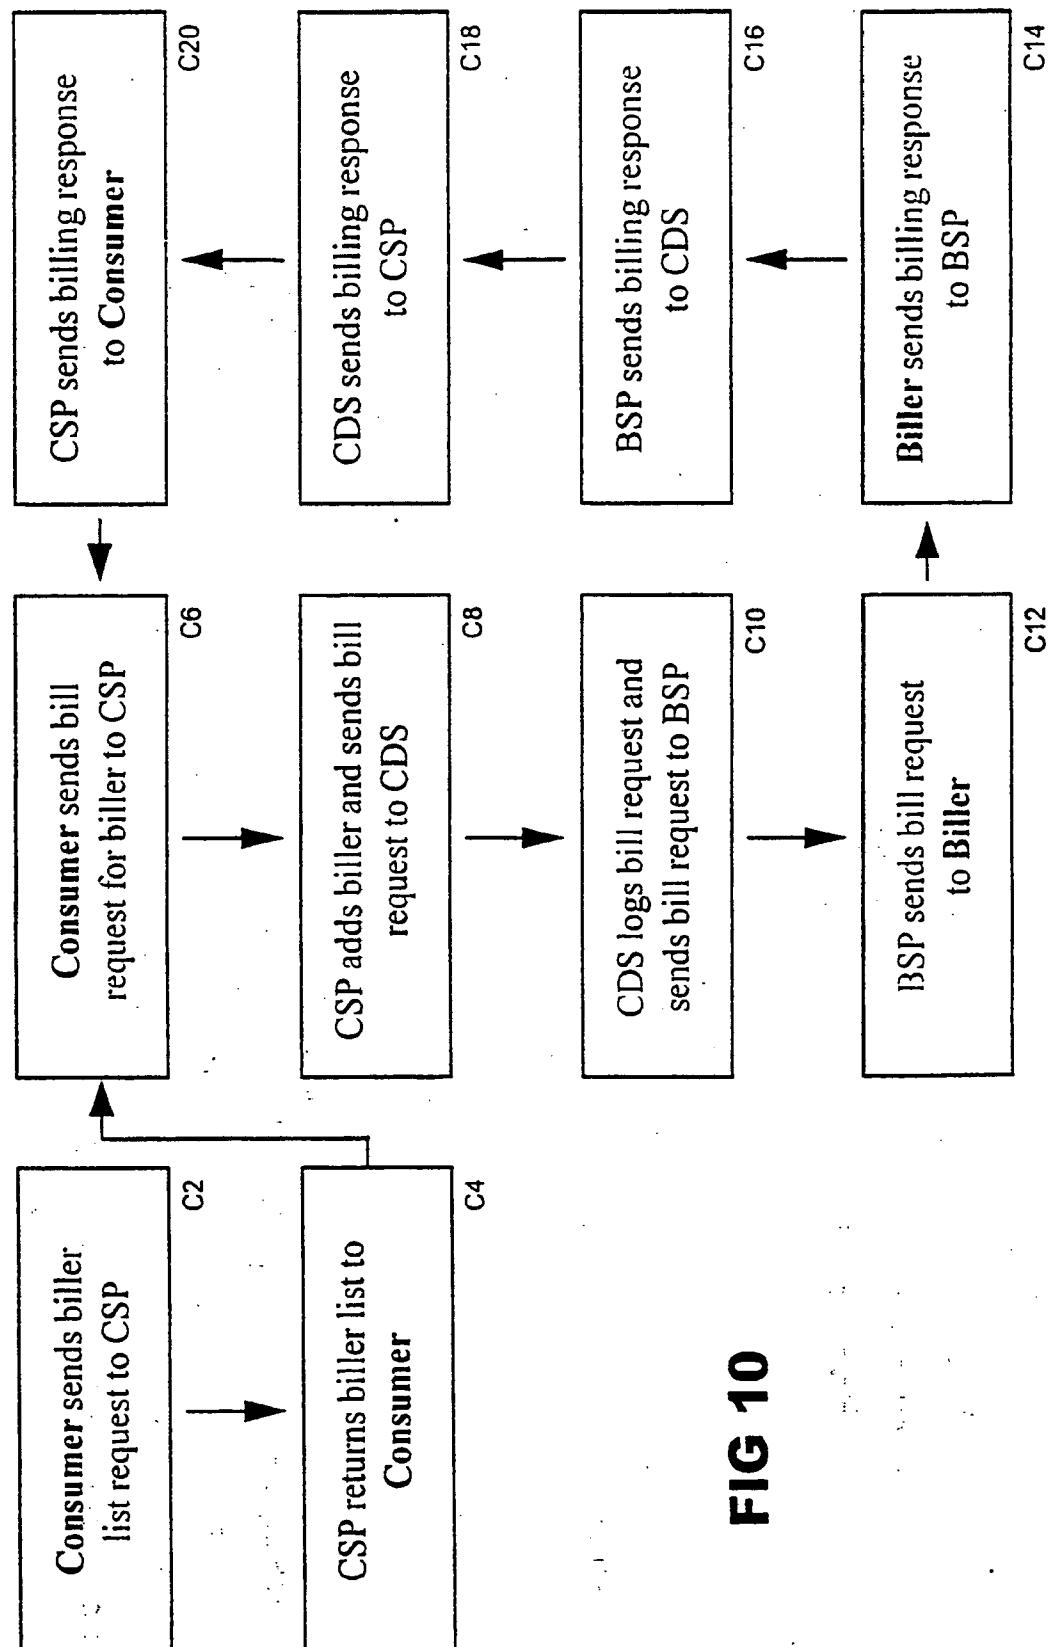 Consumer sends biller
list request to CSP
C2
CSP returns biller list to
Consumer
C4
Consumer sends bill
request for biller to CSP
C6
CSP adds biller and sends bill
request to CDS
C8
CDS logs bill request and
sends bill request to BSP
C10
BSP sends bill request
to Biller
C12
Biller sends billing response
to BSP
C14
BSP sends billing response
to CDS
C16
CDS sends billing response
to CSP
C18
CSP sends billing response
to Consumer
C20
FIG 10